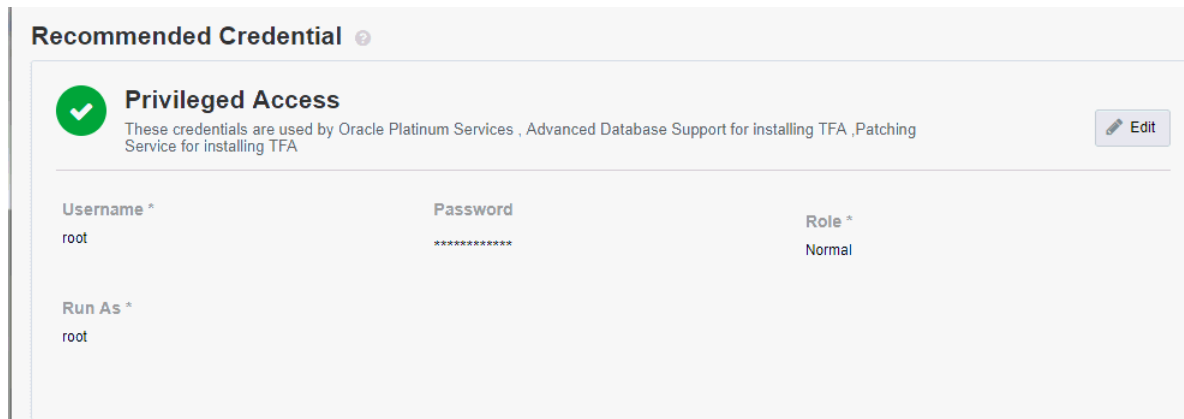 Recommended Credential
Privileged Access
These credentials are used by Oracle Platinum Services , Advanced Database Support for installing TFA ,Patching
Service for installing TFA
Edit
Username *
root
Password
************
Role *
Normal
Run As *
root